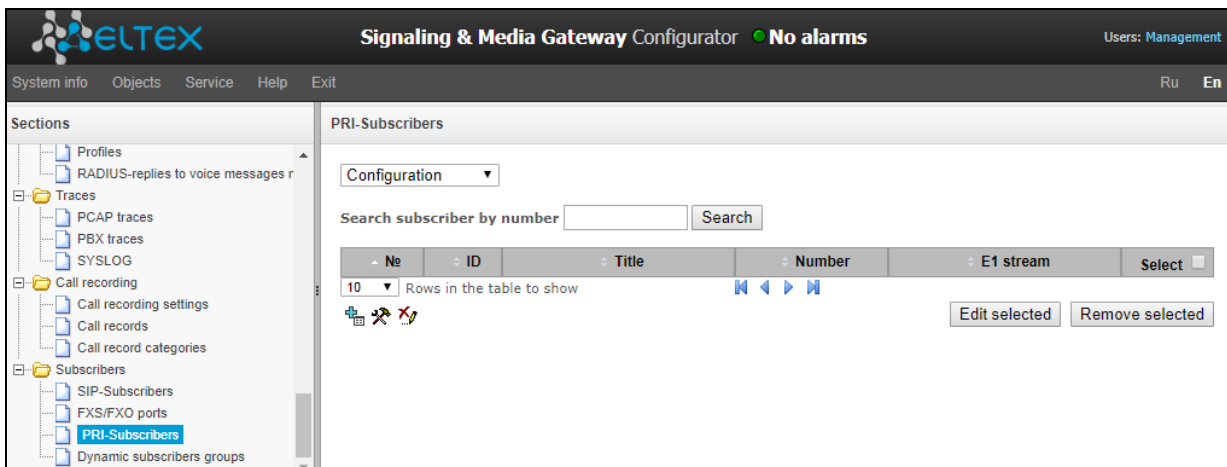 ELTEX
Signaling & Media Gateway Configurator No alarms
Users: Management
System info Objects Service Help Exit
Ru En
Sections
Profiles
RADIUS-replies to voice messages r
Traces
PCAP traces
PBX traces
SYSLOG
Call recording
Call recording settings
Call records
Call record categories
Subscribers
SIP-Subscribers
FXS/FXO ports
PRI-Subscribers
Dynamic subscribers groups
PRI-Subscribers
Configuration
Search subscriber by number Search
№ ID Title Number E1 stream Select
10 Rows in the table to show
Edit selected Remove selected